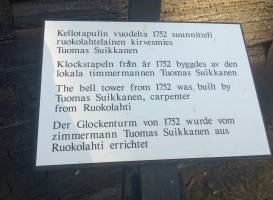 Kellotapulin vuodelta 1752 suunnitteli
ruokolahtelainen kirvesmies
Tuomas Suikkanen
Klockstapeln från år 1752 byggdes av den
lokala timmermannen Tuomas Suikkanen
The bell tower from 1752 was built by
Tuomas Suikkanen, carpenter
from Ruokolahti
Der Glockenturm von 1752 wurde vom
zimmermann Tuomas Suikkanen aus
Ruokolahti errichtet